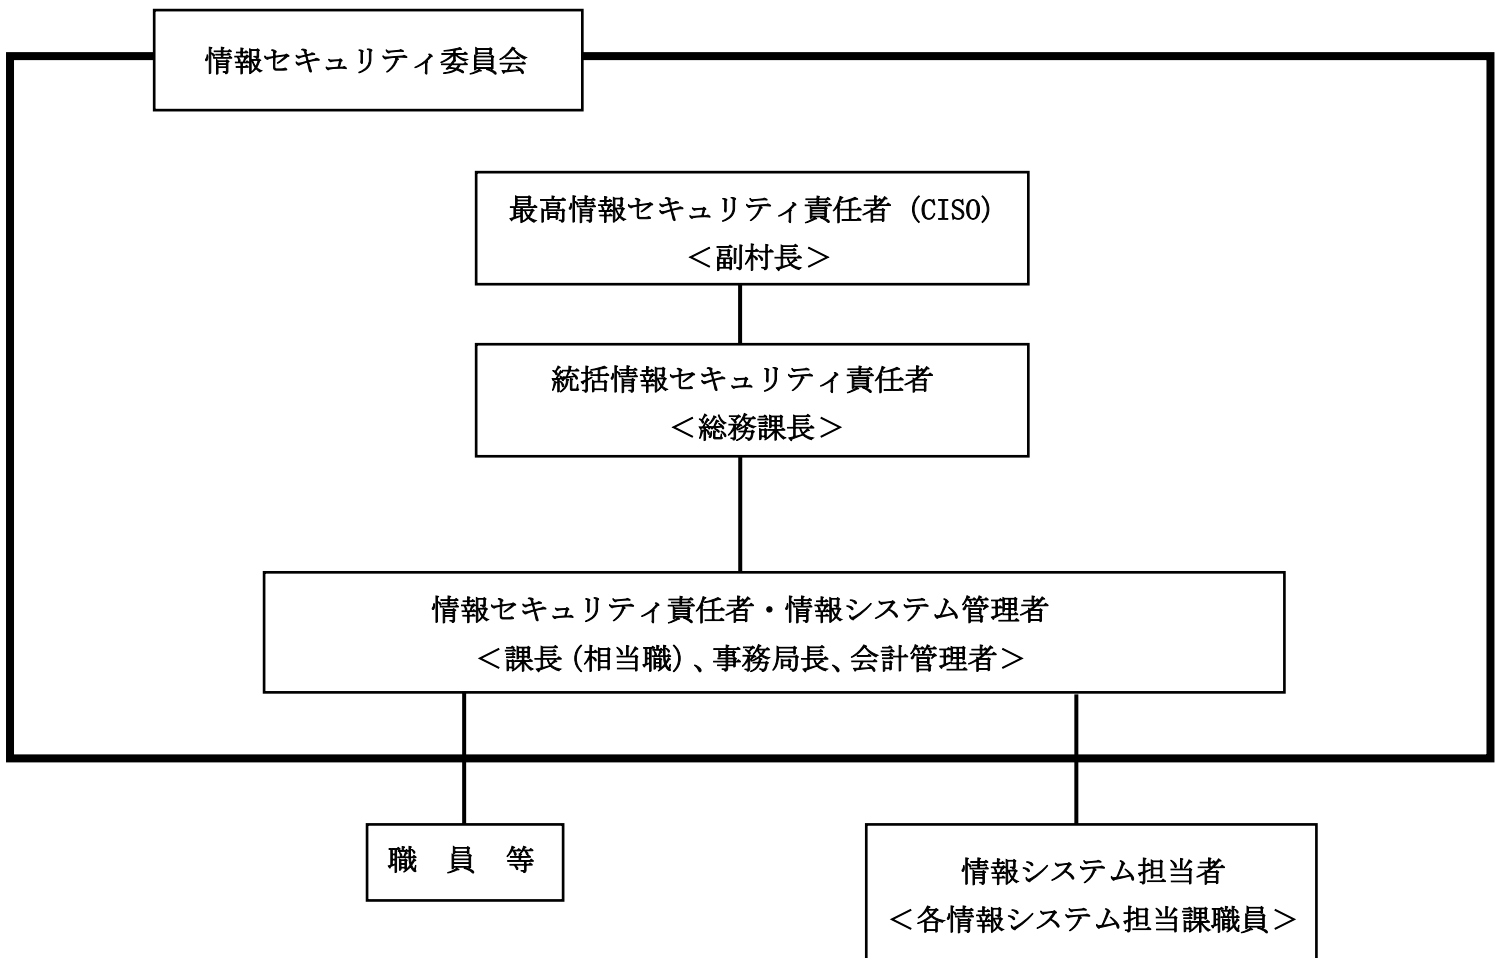 情報セキュリティ委員会
最高情報セキュリティ責任者（CISO）
＜副村長＞
統括情報セキュリティ責任者
＜総務課長＞
情報セキュリティ責任者・情報システム管理者
＜課長（相当職）、事務局長、会計管理者＞
職　員　等
情報システム担当者
＜各情報システム担当課職員＞